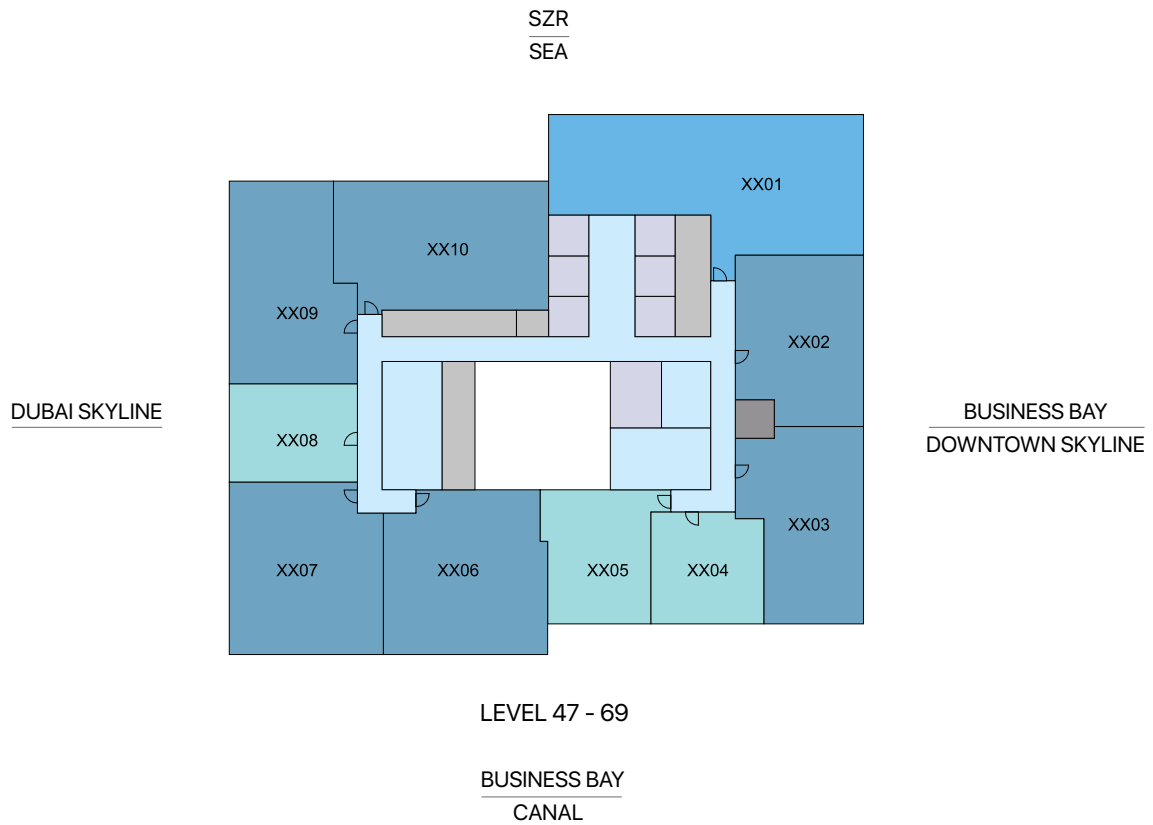 SZR
SEA
XX01
XX10
XX09
XX02
DUBAI SKYLINE
XX08
BUSINESS BAY
DOWNTOWN SKYLINE
XX03
XX07
XX06
XX05
XX04
LEVEL 47 - 69
BUSINESS BAY
CANAL